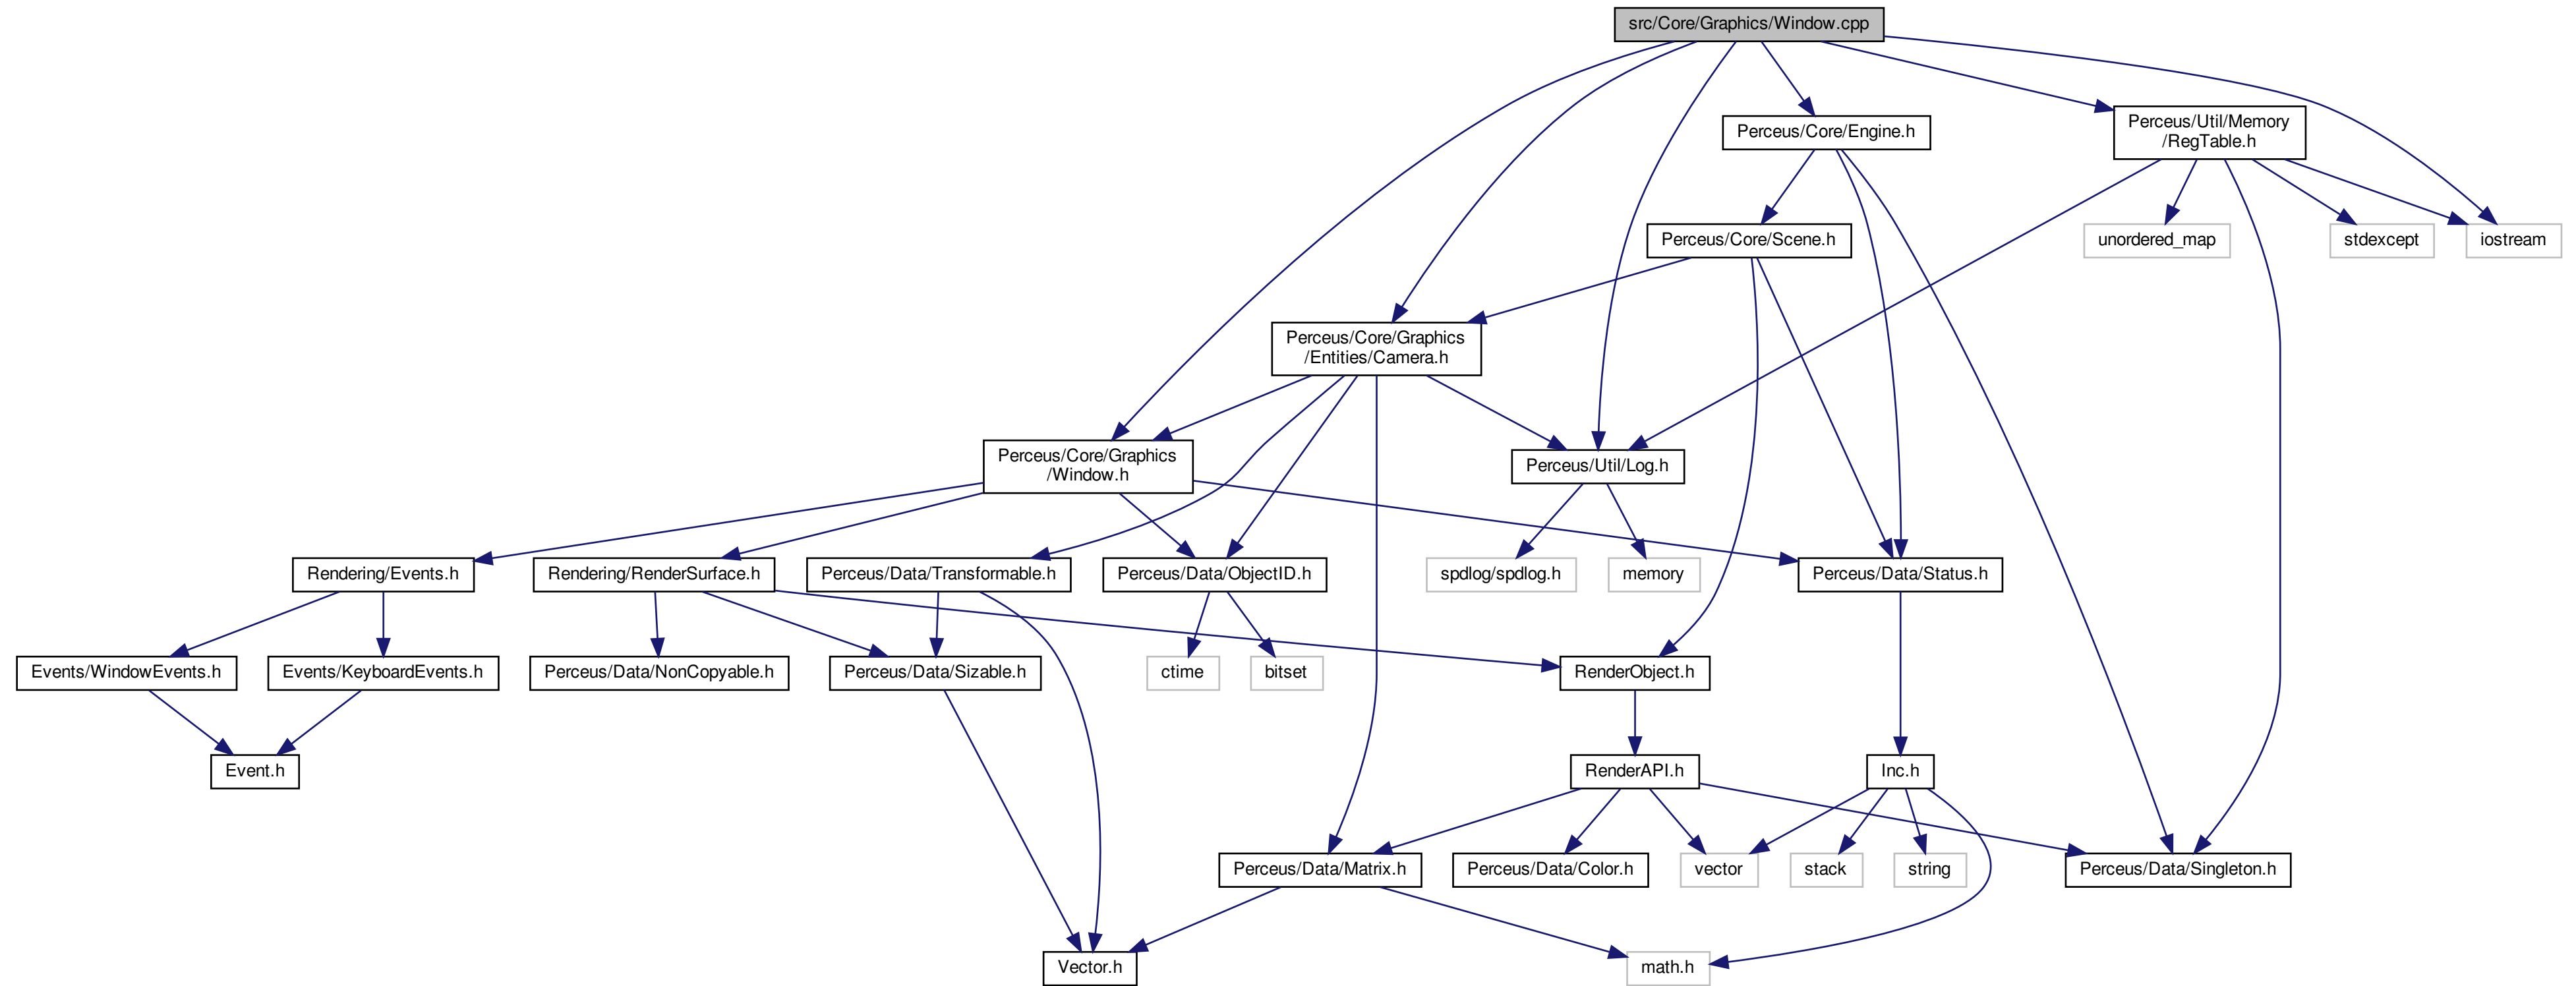 src/Core/Graphics/Window.cpp
Perceus/Core/Engine.h
Perceus/Util/Memory
/RegTable.h
Perceus/Core/Scene.h
unordered_map
stdexcept
iostream
Perceus/Core/Graphics
/Entities/Camera.h
Perceus/Core/Graphics
/Window.h
Perceus/Util/Log.h
Rendering/Events.h
Rendering/RenderSurface.h
Perceus/Data/Transformable.h
Perceus/Data/ObjectID.h
spdlog/spdlog.h
memory
Perceus/Data/Status.h
Events/WindowEvents.h
Events/KeyboardEvents.h
Perceus/Data/NonCopyable.h
Perceus/Data/Sizable.h
ctime
bitset
RenderObject.h
Event.h
RenderAPI.h
Inc.h
Perceus/Data/Matrix.h
Perceus/Data/Color.h
vector
stack
string
Perceus/Data/Singleton.h
Vector.h
math.h